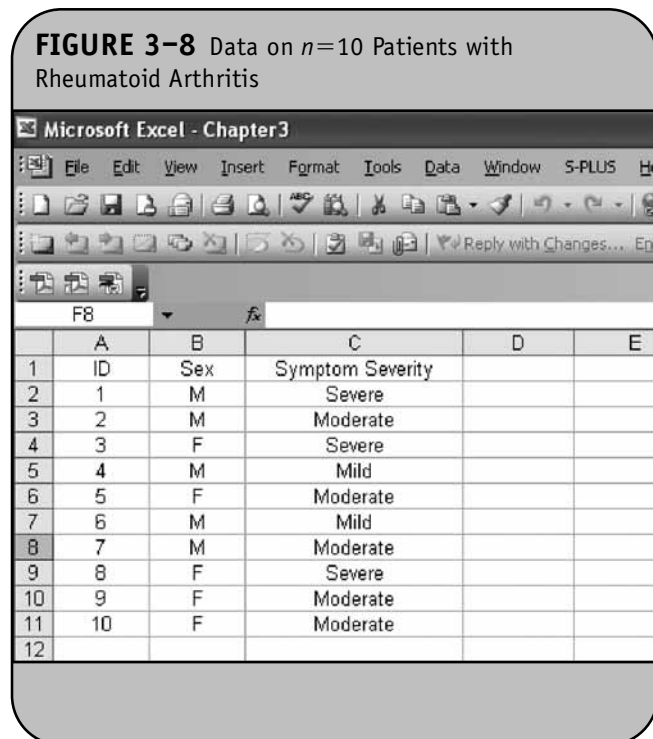 FIGURE 3–8 Data on n=10 Patients with
Rheumatoid Arthritis
Microsoft Excel - Chapter3
File Edit View Insert Format Tools Data Window S-PLUS
Reply with Changes...
F8 fx
A B C D E
1 ID Sex Symptom Severity
2 1 M Severe
3 2 M Moderate
4 3 F Severe
5 4 M Mild
6 5 F Moderate
7 6 M Mild
8 7 M Moderate
9 8 F Severe
10 9 F Moderate
11 10 F Moderate
12